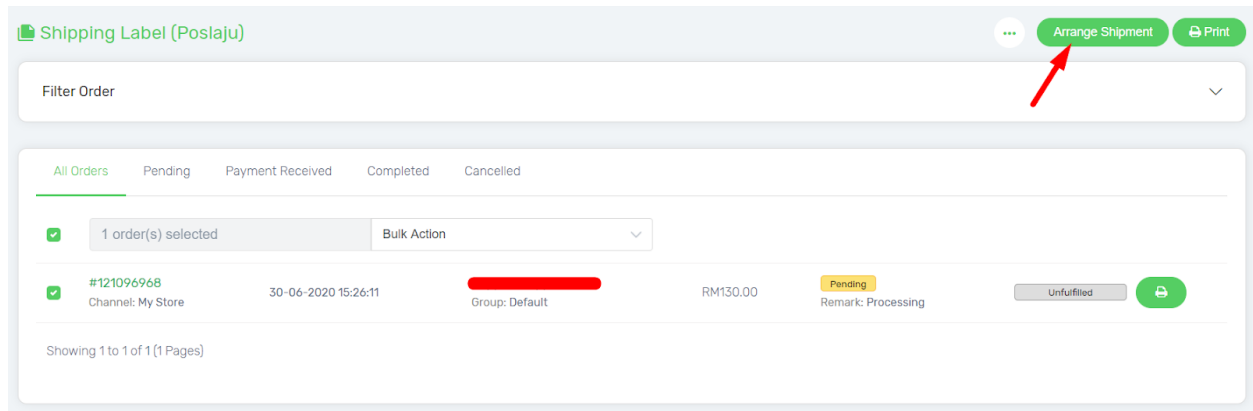 Shipping Label (Poslaju)
... Arrange Shipment Print
Filter Order
All Orders Pending Payment Received Completed Cancelled
1 order(s) selected Bulk Action
#121096968 30-06-2020 15:26:11 RM130.00 Pending Unfulfilled
Channel: My Store Group: Default Remark: Processing
Showing 1 to 1 of 1 (1 Pages)